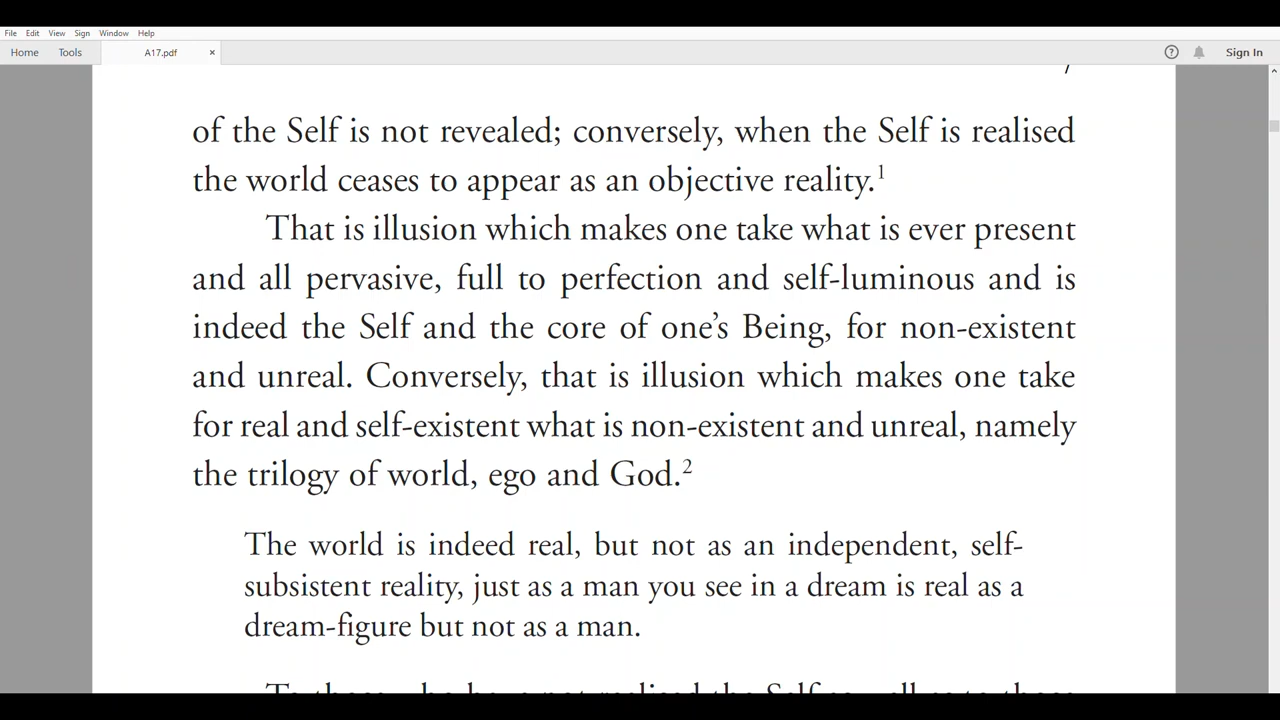 File Edit View Sign Window Help
Home Tools A17.pdf × ? Sign In
of the Self is not revealed; conversely, when the Self is realised
the world ceases to appear as an objective reality.1
That is illusion which makes one take what is ever present
and all pervasive, full to perfection and self-luminous and is
indeed the Self and the core of one’s Being, for non-existent
and unreal. Conversely, that is illusion which makes one take
for real and self-existent what is non-existent and unreal, namely
the trilogy of world, ego and God.2
The world is indeed real, but not as an independent, self-
subsistent reality, just as a man you see in a dream is real as a
dream-figure but not as a man.